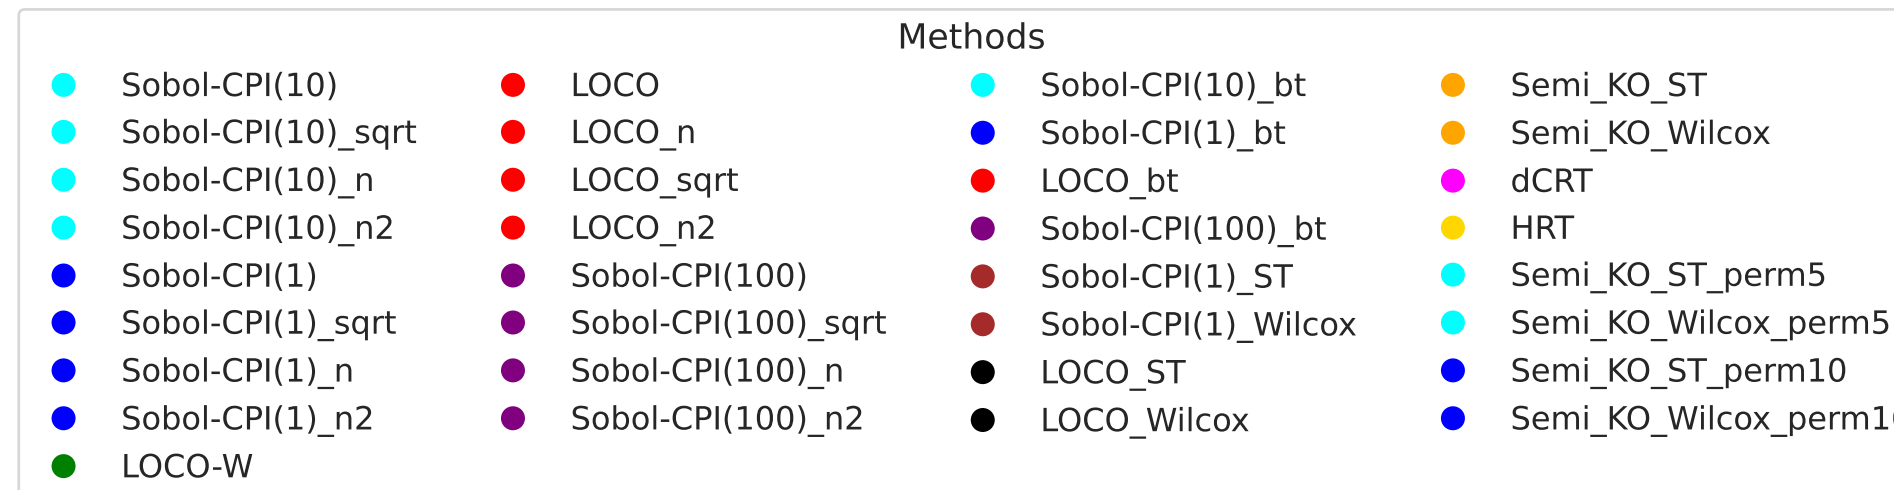 Methods
Sobol-CPI(10)
Sobol-CPI(10)_sqrt
Sobol-CPI(10)_n
Sobol-CPI(10)_n2
Sobol-CPI(1)
Sobol-CPI(1)_sqrt
Sobol-CPI(1)_n
Sobol-CPI(1)_n2
LOCO-W
LOCO
LOCO_n
LOCO_sqrt
LOCO_n2
Sobol-CPI(100)
Sobol-CPI(100)_sqrt
Sobol-CPI(100)_n
Sobol-CPI(100)_n2
Sobol-CPI(10)_bt
Sobol-CPI(1)_bt
LOCO_bt
Sobol-CPI(100)_bt
Sobol-CPI(1)_ST
Sobol-CPI(1)_Wilcox
LOCO_ST
LOCO_Wilcox
Semi_KO_ST
Semi_KO_Wilcox
dCRT
HRT
Semi_KO_ST_perm5
Semi_KO_Wilcox_perm5
Semi_KO_ST_perm10
Semi_KO_Wilcox_perm10